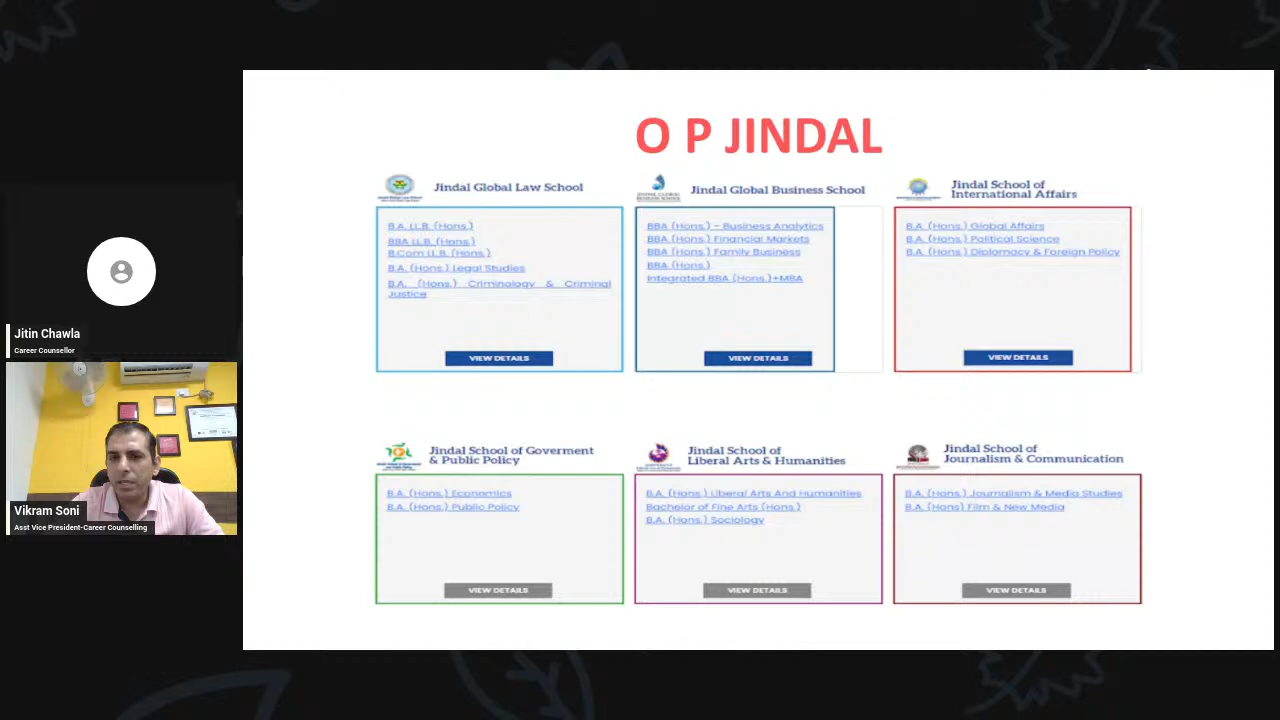 O P JINDAL
Jindal Global Law School
B.A. LL.B. (Hons.)
BBA LL.B. (Hons.)
B.Com LL.B. (Hons.)
B.A. (Hons.) Legal Studies
B.A. (Hons.) Criminology & Criminal
Justice
VIEW DETAILS
Jindal Global Business School
BBA (Hons.) - Business Analytics
BBA (Hons.) Financial Markets
BBA (Hons.) Family Business
BBA (Hons.)
Integrated BBA (Hons.)+MBA
VIEW DETAILS
Jindal School of
International Affairs
B.A. (Hons.) Global Affairs
B.A. (Hons.) Political Science
B.A. (Hons.) Diplomacy & Foreign Policy
VIEW DETAILS
Jindal School of Goverment
& Public Policy
B.A. (Hons.) Economics
B.A. (Hons.) Public Policy
VIEW DETAILS
Jindal School of
Liberal Arts & Humanities
B.A. (Hons.) Liberal Arts And Humanities
Bachelor of Fine Arts (Hons.)
B.A. (Hons.) Sociology
VIEW DETAILS
Jindal School of
Journalism & Communication
B.A. (Hons.) Journalism & Media Studies
B.A. (Hons) Film & New Media
VIEW DETAILS
Jitin Chawla
Career Counsellor
Vikram Soni
Asst Vice President-Career Counselling